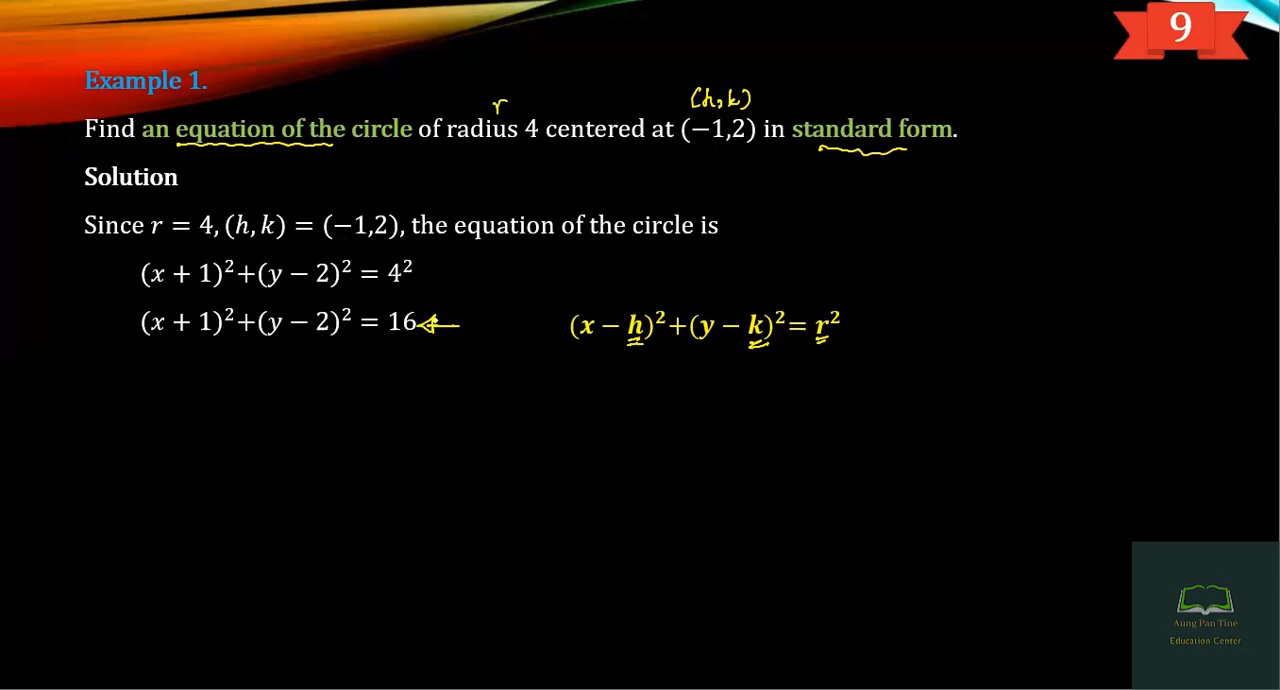 9
Example 1.
r (h, k)
Find an equation of the circle of radius 4 centered at (−1,2) in standard form.
Solution
Since r = 4, (h, k) = (−1,2), the equation of the circle is
(x + 1)²+(y − 2)² = 4²
(x + 1)²+(y − 2)² = 16 (x − h)²+(y − k)²= r²
Aung Pan Tine
Education Center